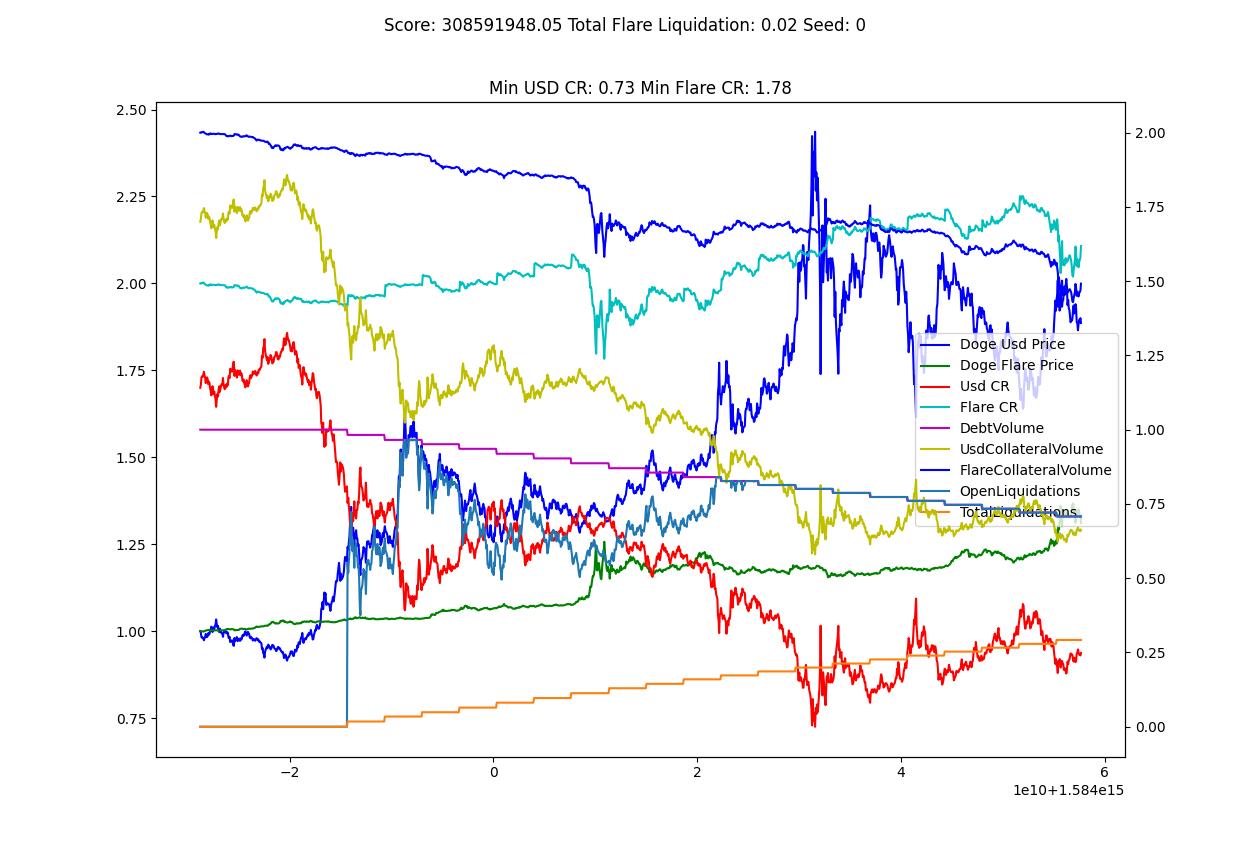 Score: 308591948.05 Total Flare Liquidation: 0.02 Seed: 0
Min USD CR: 0.73 Min Flare CR: 1.78
2.50
2.25
2.00
1.75
1.50
1.25
1.00
0.75
2.00
1.75
1.50
1.25
1.00
0.75
0.50
0.25
0.00
Doge Usd Price
Doge Flare Price
Usd CR
Flare CR
DebtVolume
UsdCollateralVolume
FlareCollateralVolume
OpenLiquidations
TotalLiquidations
−2 0 2 4 6
1e10+1.584e15